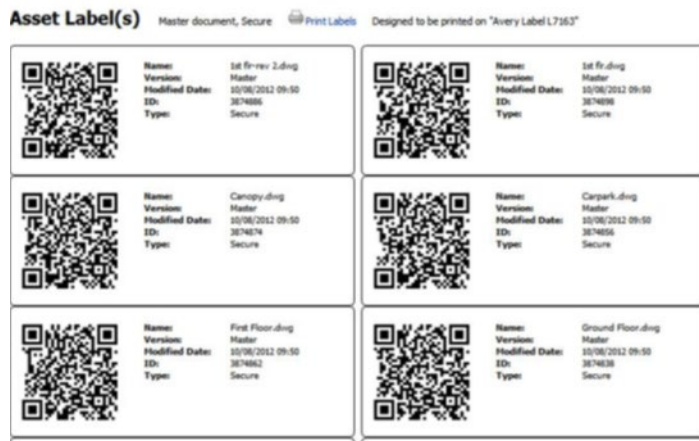 Asset Label(s) Master document, Secure Print Labels Designed to be printed on "Avery Label L7163"
Name: 1st flr-rev 2.dwg
Version: Master
Modified Date: 10/08/2012 09:50
ID: 3874886
Type: Secure
Name: 1st flr.dwg
Version: Master
Modified Date: 10/08/2012 09:50
ID: 3874898
Type: Secure
Name: Canopy.dwg
Version: Master
Modified Date: 10/08/2012 09:50
ID: 3874874
Type: Secure
Name: Carpark.dwg
Version: Master
Modified Date: 10/08/2012 09:50
ID: 3874856
Type: Secure
Name: First Floor.dwg
Version: Master
Modified Date: 10/08/2012 09:50
ID: 3874862
Type: Secure
Name: Ground Floor.dwg
Version: Master
Modified Date: 10/08/2012 09:50
ID: 3874838
Type: Secure